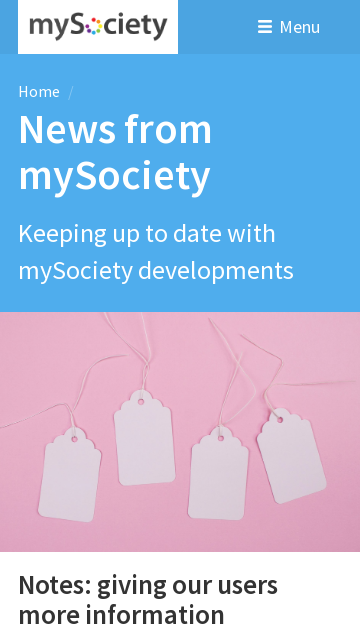 mySociety
Menu
Home /
News from
mySociety
Keeping up to date with
mySociety developments
Notes: giving our users
more information